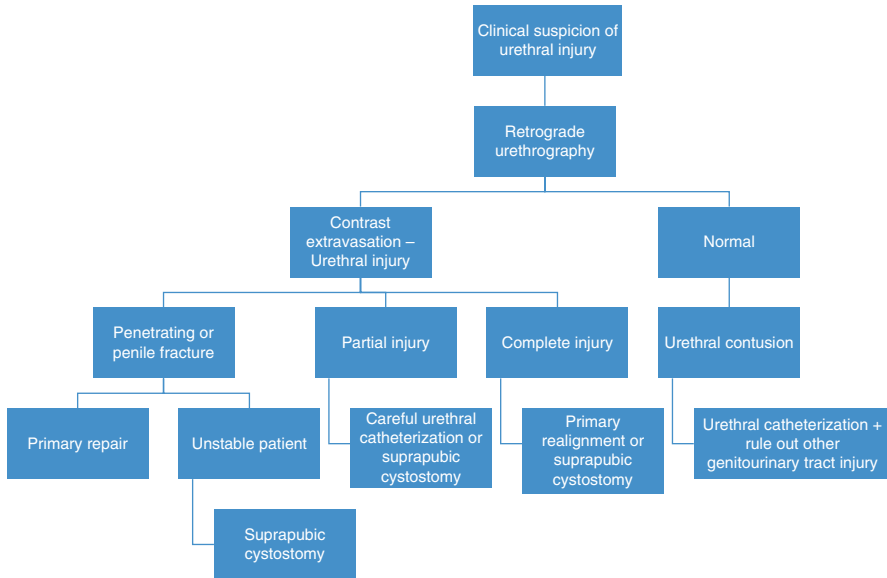 Clinical suspicion of
urethral injury
Retrograde
urethrography
Contrast
extravasation –
Urethral injury
Normal
Penetrating or
penile fracture
Partial injury
Complete injury
Urethral contusion
Primary repair
Unstable patient
Careful urethral
catheterization or
suprapubic
cystostomy
Primary
realignment or
suprapubic
cystostomy
Urethral catheterization +
rule out other
genitourinary tract injury
Suprapubic
cystostomy